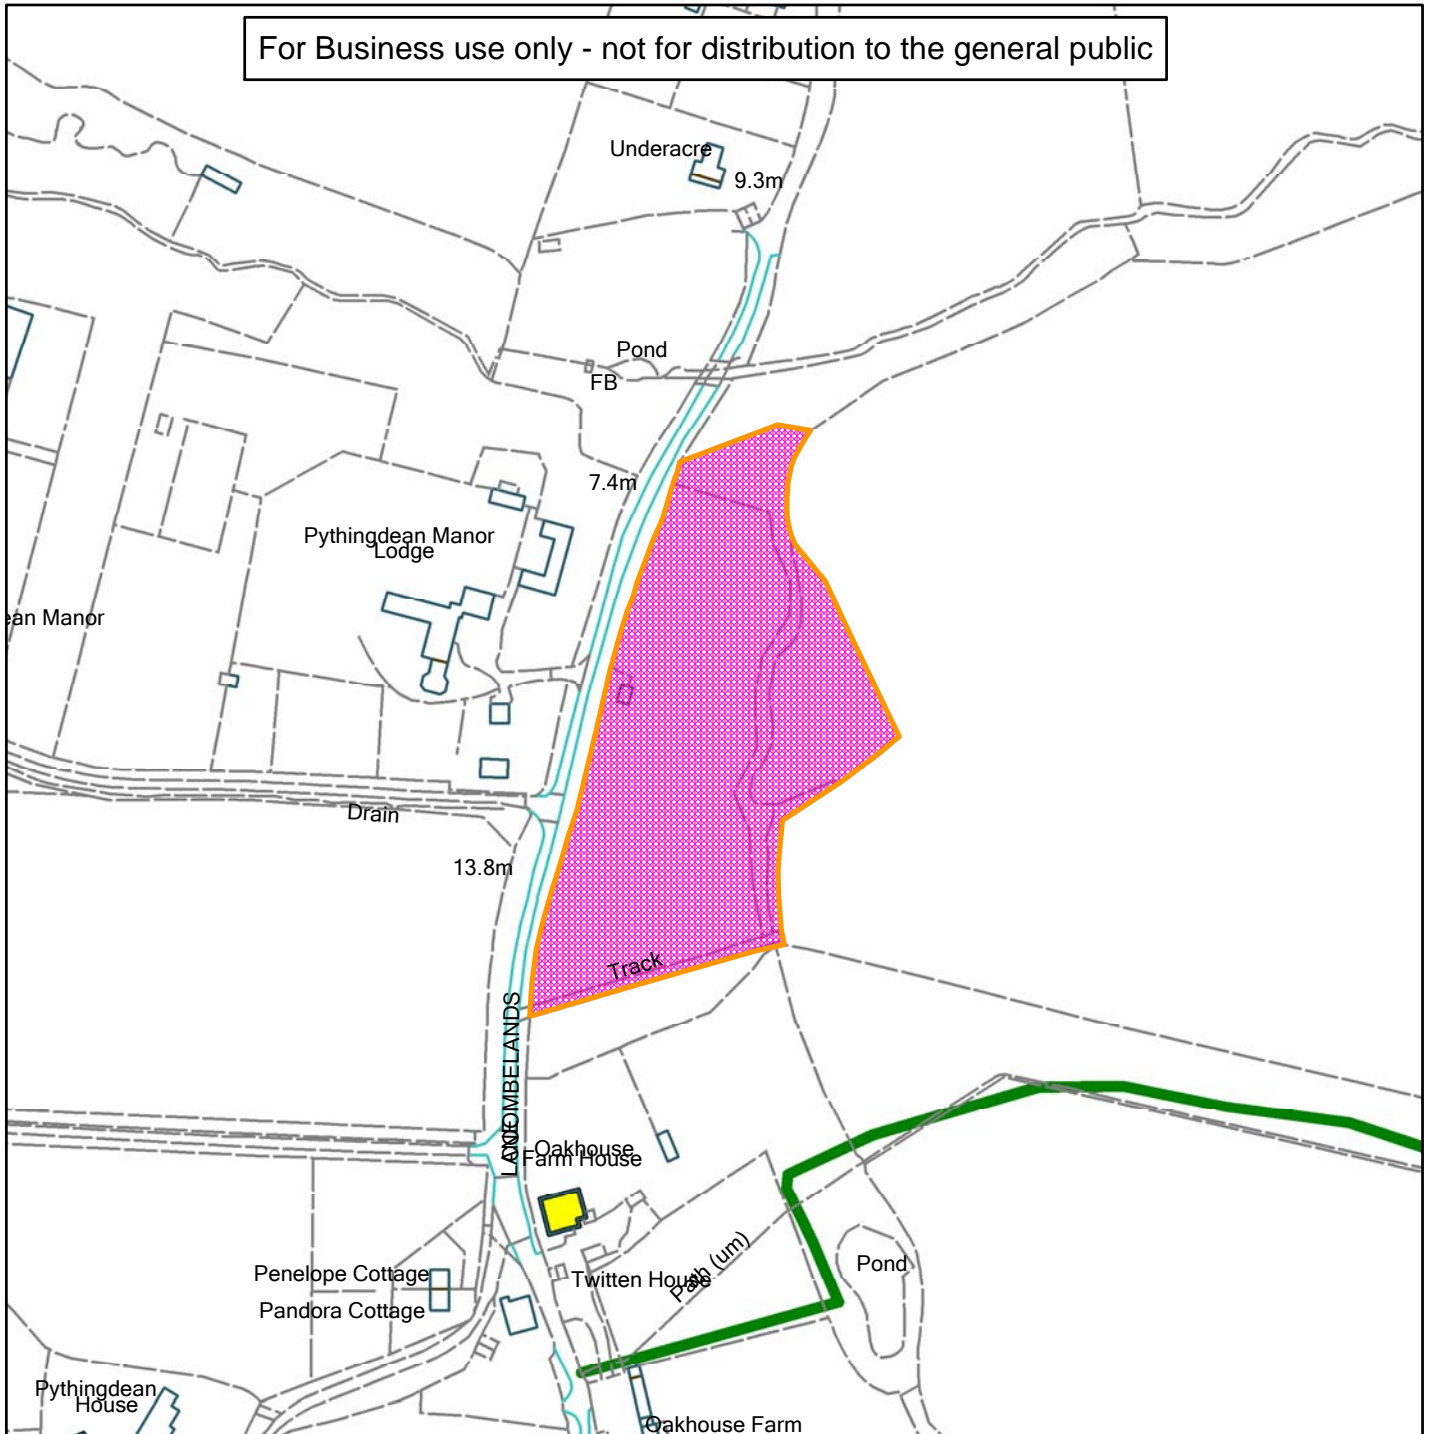 For Business use only - not for distribution to the general public
Underacre
9.3m
Pond
FB
7.4m
Pythingdean Manor
Lodge
ean Manor
Drain
13.8m
Track
COOMBELANDS
LANE
Oakhouse
Farm House
Penelope Cottage
Pandora Cottage
Twitten House
Path (um)
Pond
Pythingdean
House
Oakhouse Farm